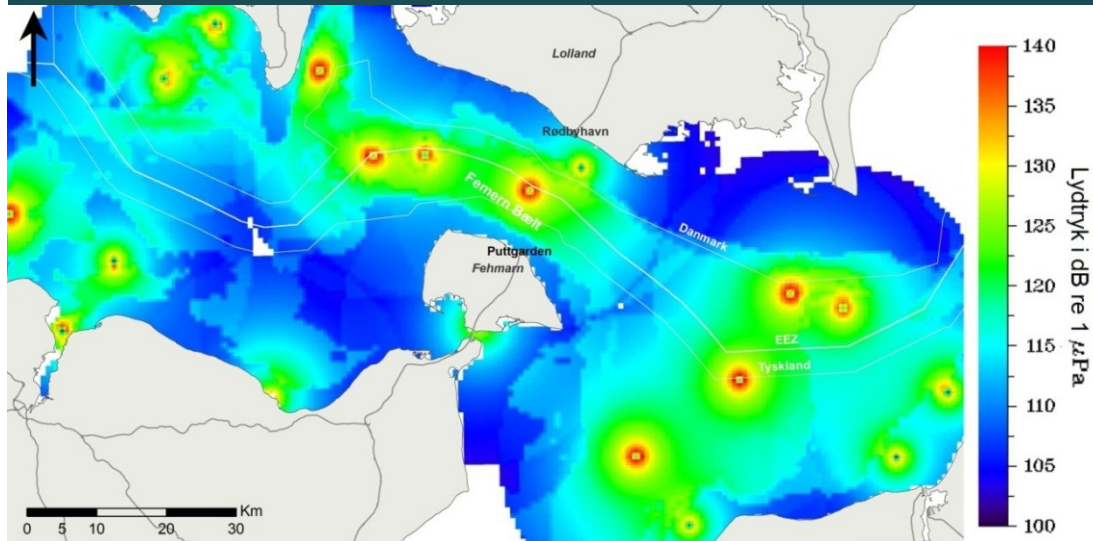 Lolland
Rødbyhavn
Femern Bælt
Danmark
Puttgarden
Fehmarn
EEZ
Tyskland
0 5 10 20 30 Km
140
135
130
125
120
115
110
105
100
Lydtryk i dB re 1 μPa